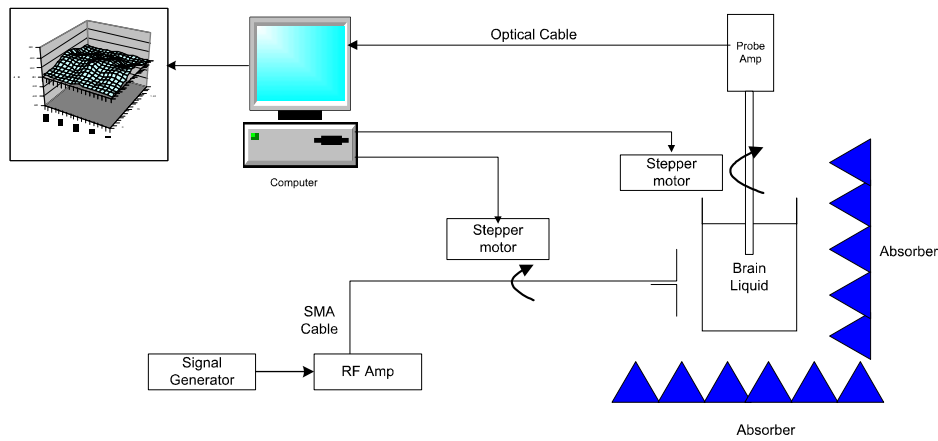 Optical Cable
Probe
Amp
Computer
Stepper
motor
Stepper
motor
Absorber
Brain
Liquid
SMA
Cable
Signal
Generator
RF Amp
Absorber